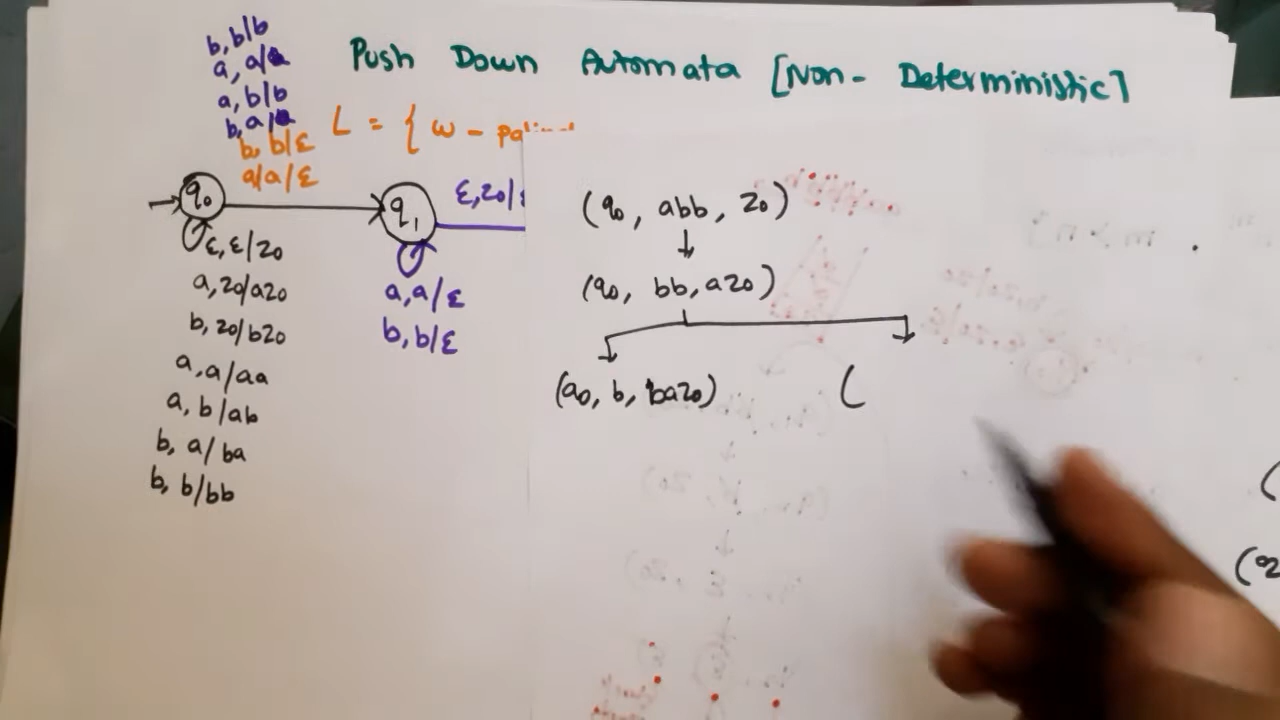 Push Down Automata [Non-Deterministic]
b, b/b
a, a/a
a, b/b
b, a/a
L = { w -
b, b/ε
a/a/ε
q0
q1
ε, z0/
ε, ε/z0
a, z0/az0
b, z0/bz0
a, a/aa
a, b/ab
b, a/ba
b, b/bb
a, a/ε
b, b/ε
(q0, abb, z0)
(q0, bb, az0)
(q0, b, baz0)
(
(
(q2